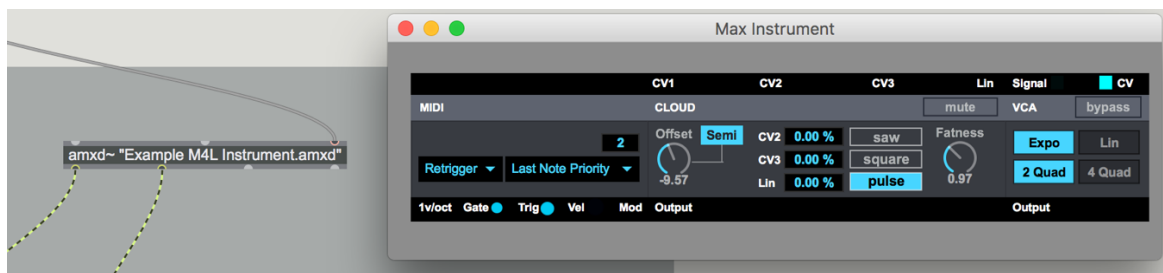 Max Instrument
CV1 CV2 CV3 Lin Signal CV
MIDI CLOUD mute VCA bypass
amxd~ "Example M4L Instrument.amxd"
2 Offset Semi CV2 0.00 % saw Fatness Expo Lin
Retrigger Last Note Priority CV3 0.00 % square 2 Quad 4 Quad
-9.57 Lin 0.00 % pulse 0.97
1v/oct Gate Trig Vel Mod Output Output